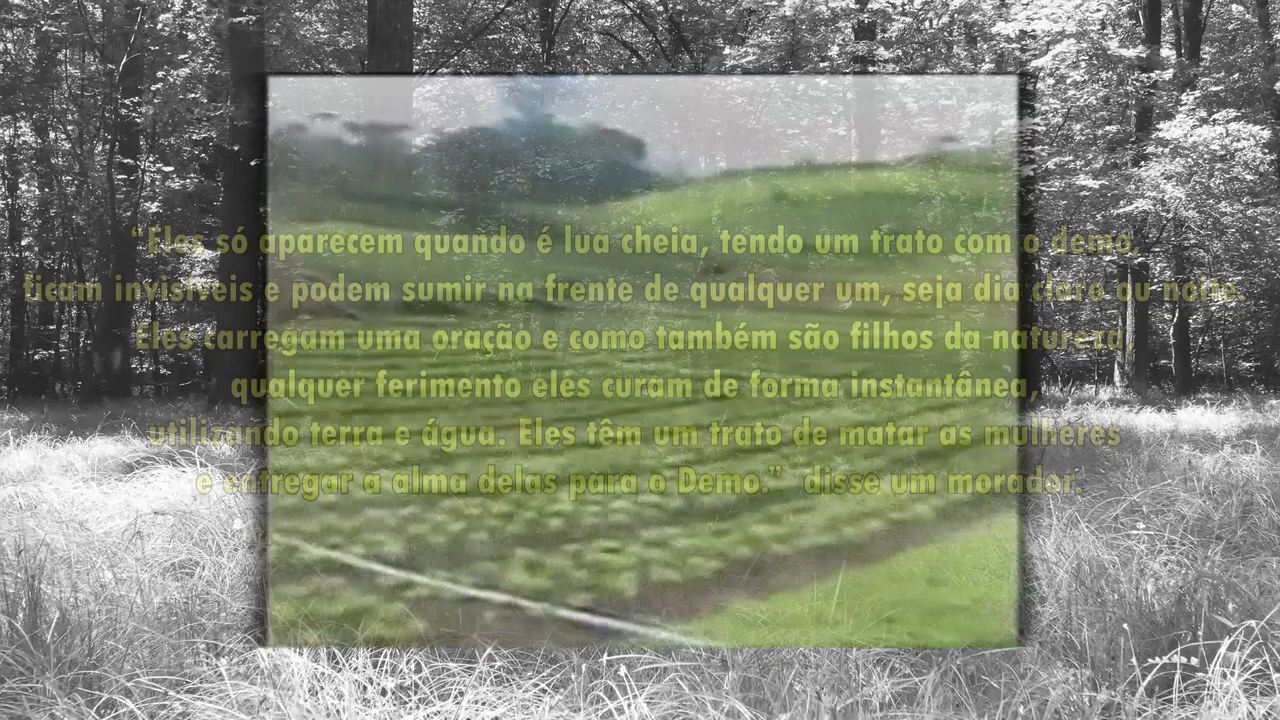 “Eles só aparecem quando é lua cheia, tendo um trato com o demo,
ficam invisíveis e podem sumir na frente de qualquer um, seja dia claro ou noite.
Eles carregam uma oração e como também são filhos da natureza
qualquer ferimento eles curam de forma instantânea,
utilizando terra e água. Eles têm um trato de matar as mulheres
e entregar a alma delas para o Demo.” disse um morador.